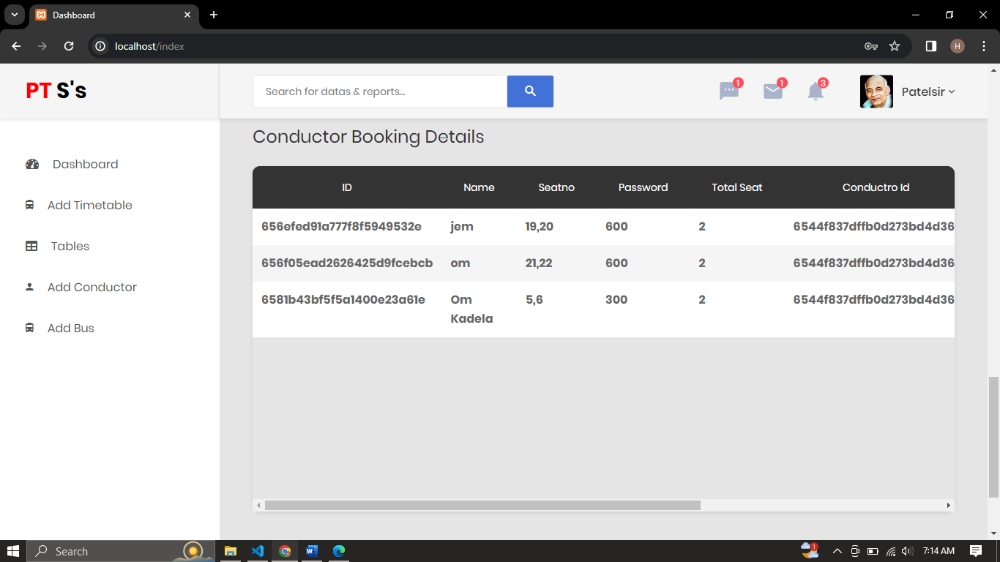 Dashboard
localhost/index
H
PT S's
Search for datas & reports...
1
1
3
Patelsir
Dashboard
Add Timetable
Tables
Add Conductor
Add Bus
Conductor Booking Details
ID Name Seatno Password Total Seat Conductro Id
656efed91a777f8f5949532e jem 19,20 600 2 6544f837dffb0d273bd4d36
656f05ead2626425d9fcebcb om 21,22 600 2 6544f837dffb0d273bd4d36
6581b43bf5f5a1400e23a61e Om 5,6 300 2 6544f837dffb0d273bd4d36
Kadela
Search
1
7:14 AM